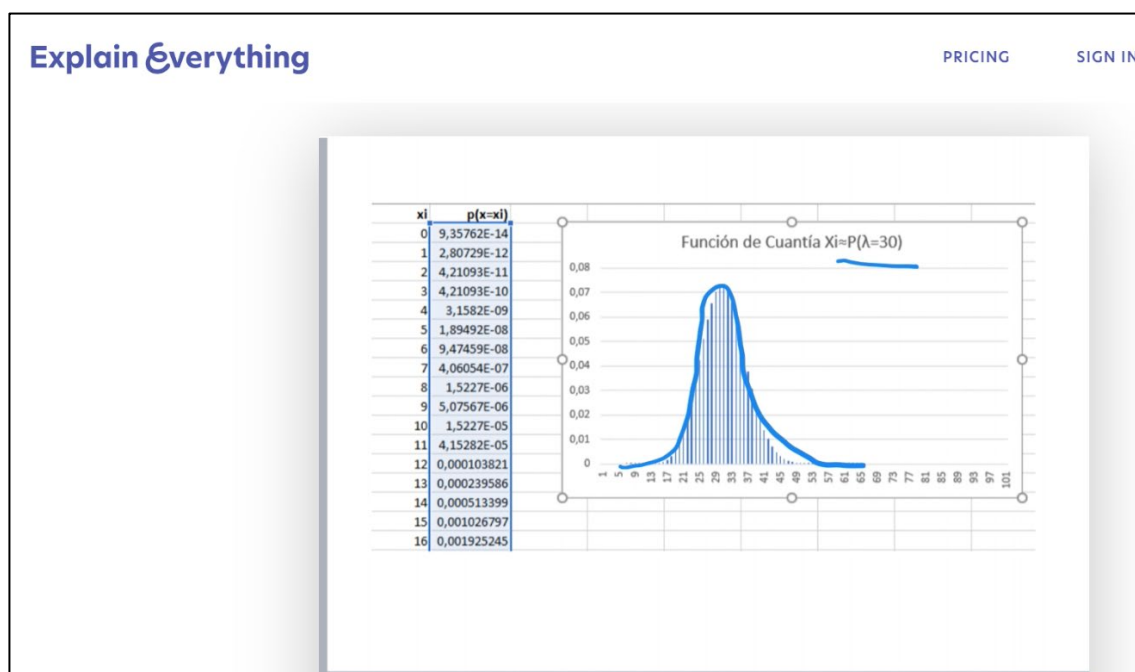 Explain Everything
PRICING
SIGN IN
xi p(x=xi)
0 9,35762E-14
1 2,80729E-12
2 4,21093E-11
3 4,21093E-10
4 3,1582E-09
5 1,89492E-08
6 9,47459E-08
7 4,06054E-07
8 1,5227E-06
9 5,07567E-06
10 1,5227E-05
11 4,15282E-05
12 0,000103821
13 0,000239586
14 0,000513399
15 0,001026797
16 0,001925245
Función de Cuantía Xi≈P(λ=30)
0,08
0,07
0,06
0,05
0,04
0,03
0,02
0,01
0
1 5 9 13 17 21 25 29 33 37 41 45 49 53 57 61 65 69 73 77 81 85 89 93 97 101